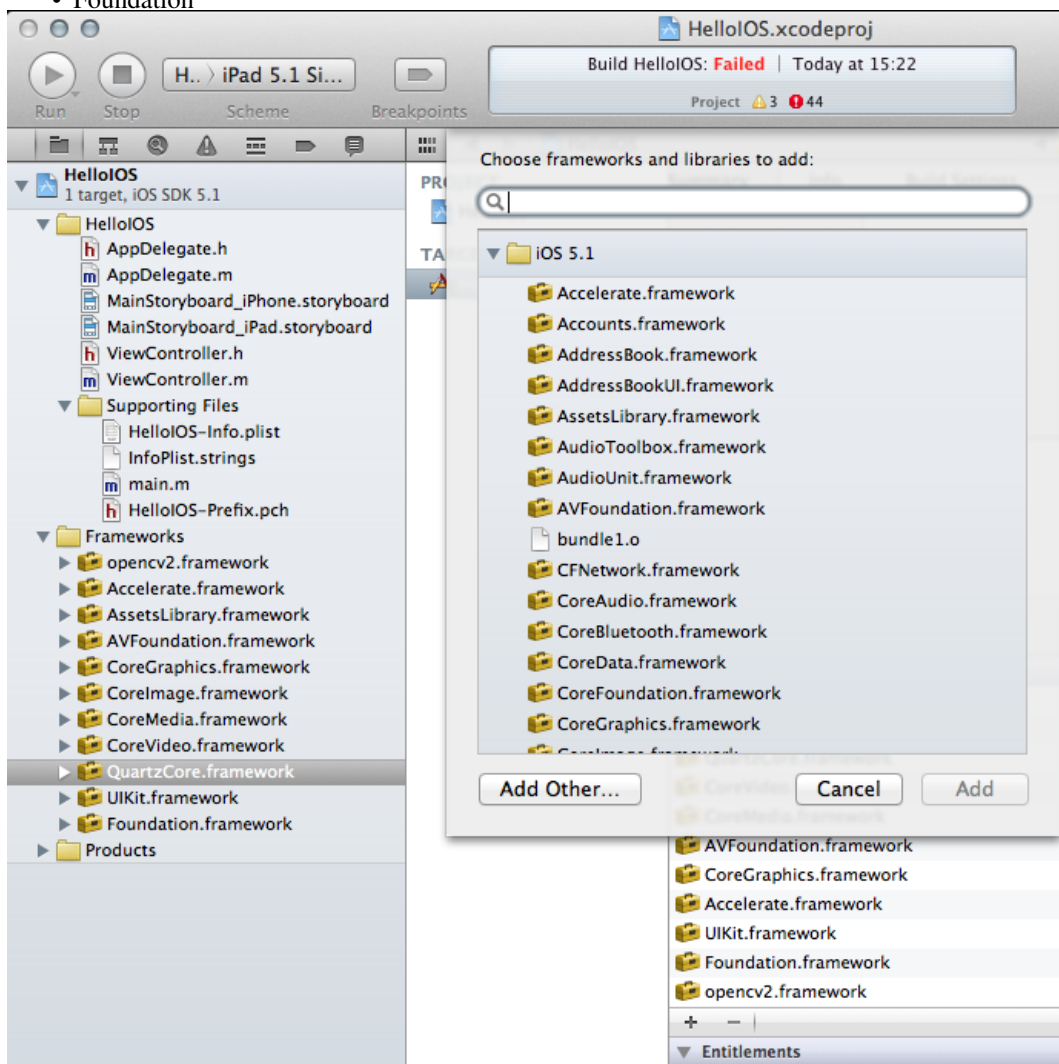 • Foundation
HelloIOS.xcodeproj
H.. iPad 5.1 Si...
Run Stop Scheme Breakpoints
Build HelloIOS: Failed | Today at 15:22
Project 3 44
HelloIOS
1 target, iOS SDK 5.1
HelloIOS
AppDelegate.h
AppDelegate.m
MainStoryboard_iPhone.storyboard
MainStoryboard_iPad.storyboard
ViewController.h
ViewController.m
Supporting Files
HelloIOS-Info.plist
InfoPlist.strings
main.m
HelloIOS-Prefix.pch
Frameworks
opencv2.framework
Accelerate.framework
AssetsLibrary.framework
AVFoundation.framework
CoreGraphics.framework
CoreImage.framework
CoreMedia.framework
CoreVideo.framework
QuartzCore.framework
UIKit.framework
Foundation.framework
Products
PR
TA
Choose frameworks and libraries to add:
iOS 5.1
Accelerate.framework
Accounts.framework
AddressBook.framework
AddressBookUI.framework
AssetsLibrary.framework
AudioToolbox.framework
AudioUnit.framework
AVFoundation.framework
bundle1.o
CFNetwork.framework
CoreAudio.framework
CoreBluetooth.framework
CoreData.framework
CoreFoundation.framework
CoreGraphics.framework
CoreImage.framework
Add Other... Cancel Add
AVFoundation.framework
CoreGraphics.framework
Accelerate.framework
UIKit.framework
Foundation.framework
opencv2.framework
Entitlements